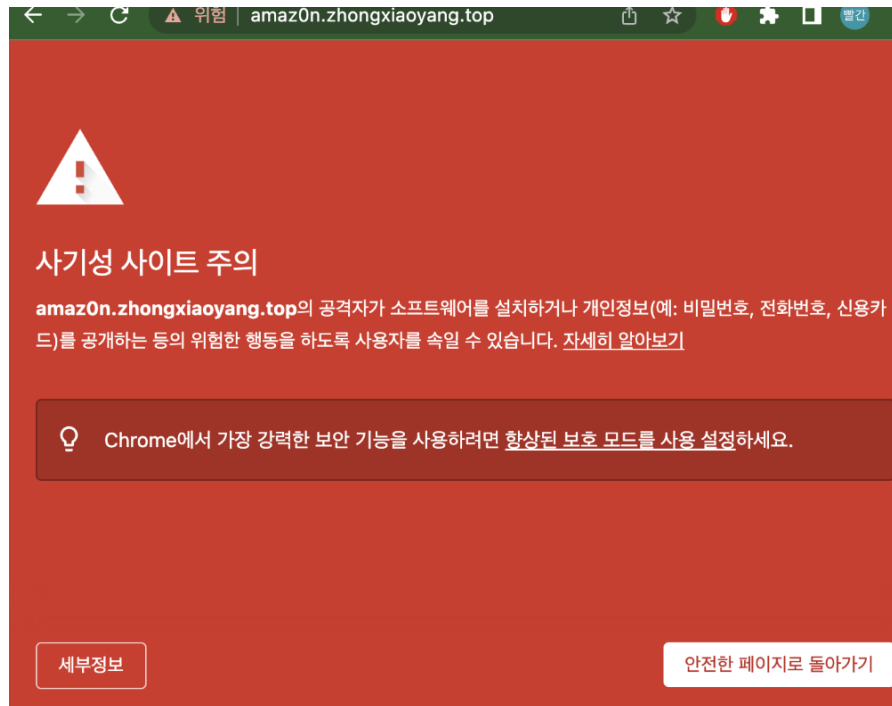 위험 | amaz0n.zhongxiaoyang.top
빨간
사기성 사이트 주의
amaz0n.zhongxiaoyang.top의 공격자가 소프트웨어를 설치하거나 개인정보(예: 비밀번호, 전화번호, 신용카
드)를 공개하는 등의 위험한 행동을 하도록 사용자를 속일 수 있습니다. 자세히 알아보기
Chrome에서 가장 강력한 보안 기능을 사용하려면 향상된 보호 모드를 사용 설정하세요.
세부정보
안전한 페이지로 돌아가기